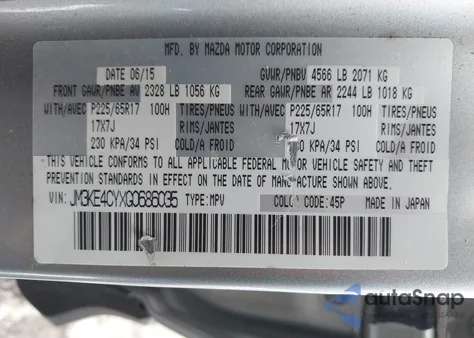 MFD. BY MAZDA MOTOR CORPORATION
DATE 06/15 GVWR/PNBV 4566 LB 2071 KG
FRONT GAWR/PNBE AV 2328 LB 1056 KG REAR GAWR/PNBE AR 2244 LB 1018 KG
WITH/AVEC P225/65R17 100H TIRES/PNEUS WITH/AVEC P225/65R17 100H TIRES/PNEUS
17X7J RIMS/JANTES 17X7J RIMS/JANTES
230 KPA/34 PSI COLD/A FROID KPA/34 PSI COLD/A FROID
THIS VEHICLE CONFORMS TO ALL APPLICABLE FEDERAL MOTOR VEHICLE SAFETY AND THEFT
PREVENTION STANDARDS IN EFFECT ON THE DATE OF MANUFACTURE SHOWN ABOVE.
VIN: JM3KE4CYXG0686035 TYPE: MPV COLOR CODE: 45P MADE IN JAPAN
autoSnap